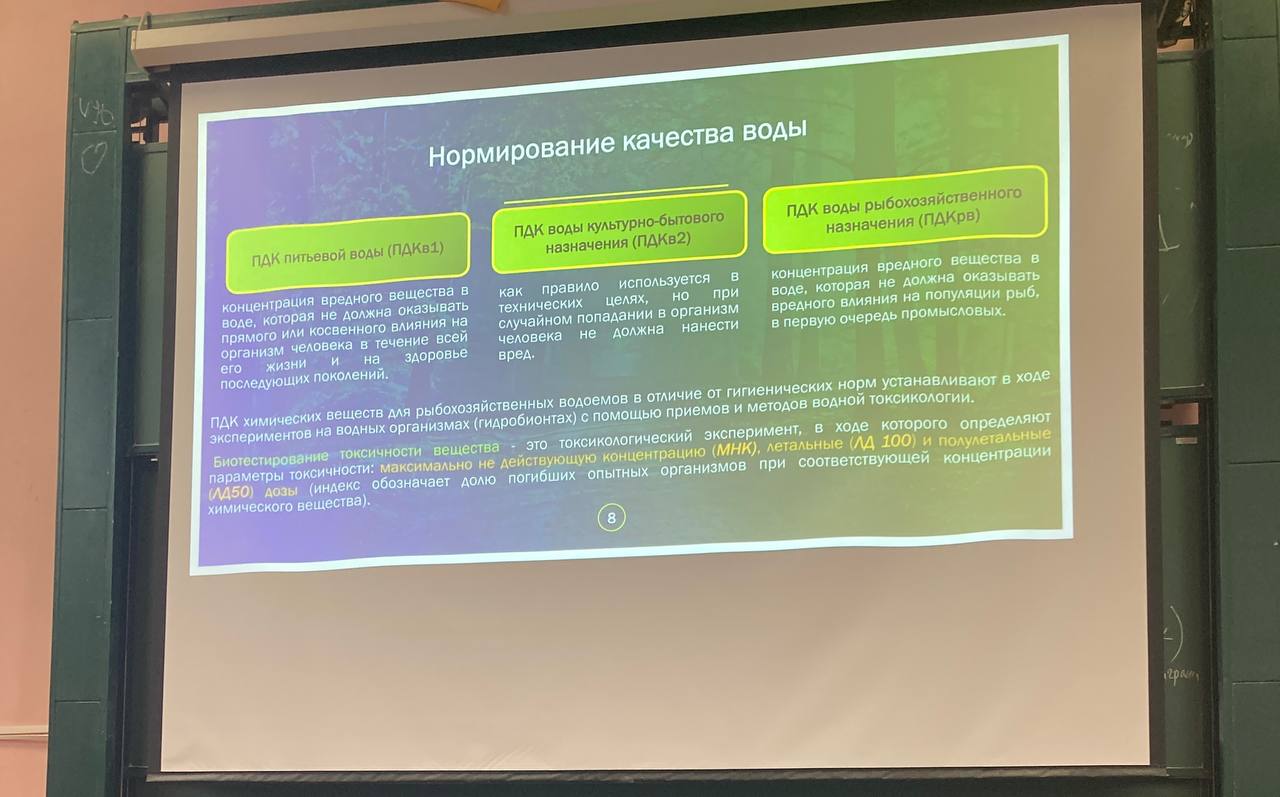 Нормирование качества воды
ПДК питьевой воды (ПДКв1)
концентрация вредного вещества в
воде, которая не должна оказывать
прямого или косвенного влияния на
организм человека в течение всей
его жизни и на здоровье
последующих поколений.
ПДК воды культурно-бытового
назначения (ПДКв2)
как правило используется в
технических целях, но при
случайном попадании в организм
человека не должна нанести
вред.
ПДК воды рыбохозяйственного
назначения (ПДКрв)
концентрация вредного вещества в
воде, которая не должна оказывать
вредного влияния на популяции рыб,
в первую очередь промысловых.
ПДК химических веществ для рыбохозяйственных водоемов в отличие от гигиенических норм устанавливают в ходе
экспериментов на водных организмах (гидробионтах) с помощью приемов и методов водной токсикологии.
Биотестирование токсичности вещества - это токсикологический эксперимент, в ходе которого определяют
параметры токсичности: максимально не действующую концентрацию (МНК), летальные (ЛД 100) и полулетальные
(ЛД50) дозы (индекс обозначает долю погибших опытных организмов при соответствующей концентрации
химического вещества).
8